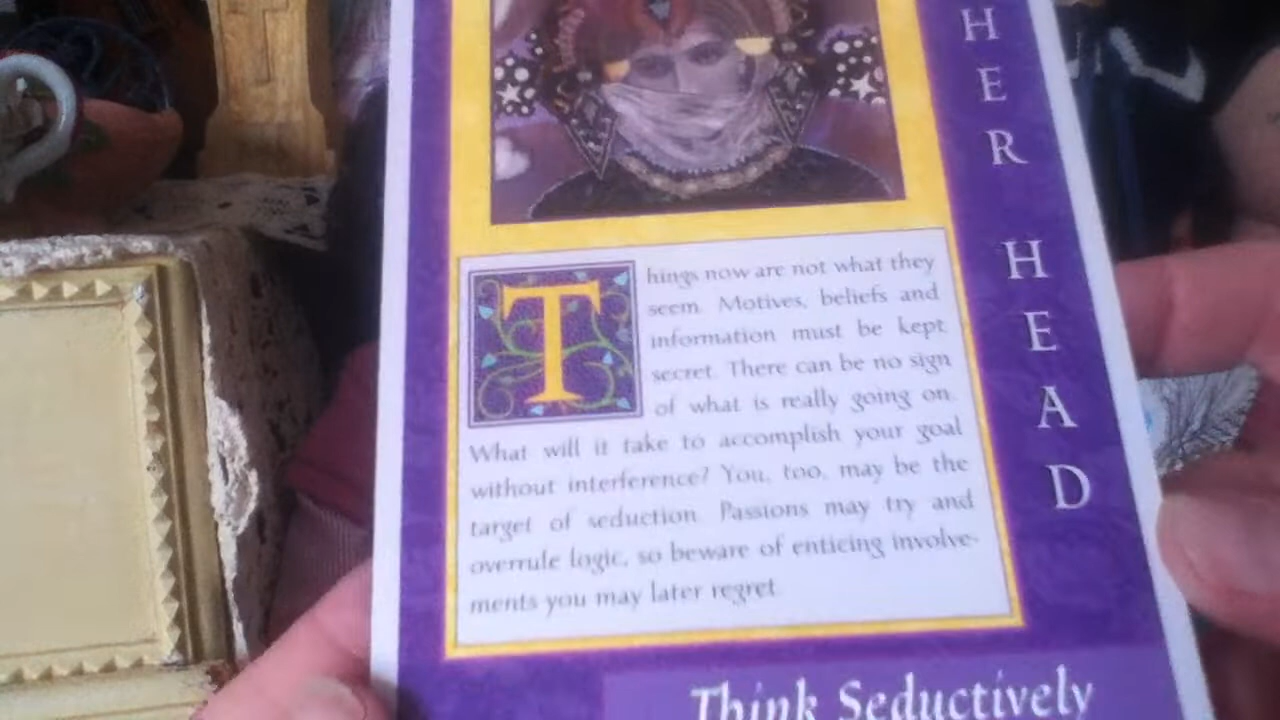 HER HEAD
Things now are not what they
seem. Motives, beliefs and
information must be kept
secret. There can be no sign
of what is really going on.
What will it take to accomplish your goal
without interference? You, too, may be the
target of seduction. Passions may try and
overrule logic, so beware of enticing involve-
ments you may later regret.
Think Seductively